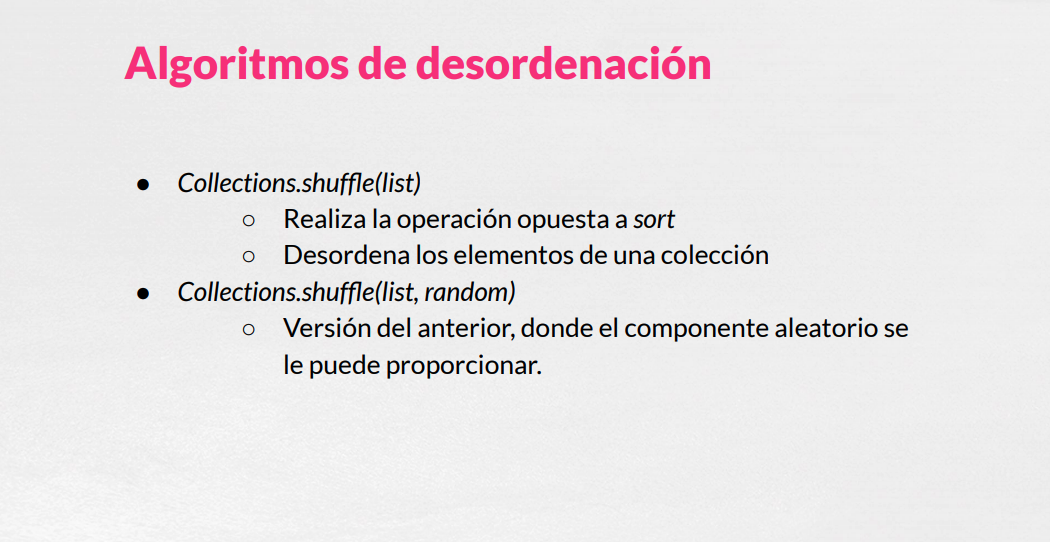 Algoritmos de desordenación
● Collections.shuffle(list)
○ Realiza la operación opuesta a sort
○ Desordena los elementos de una colección
● Collections.shuffle(list, random)
○ Versión del anterior, donde el componente aleatorio se
le puede proporcionar.